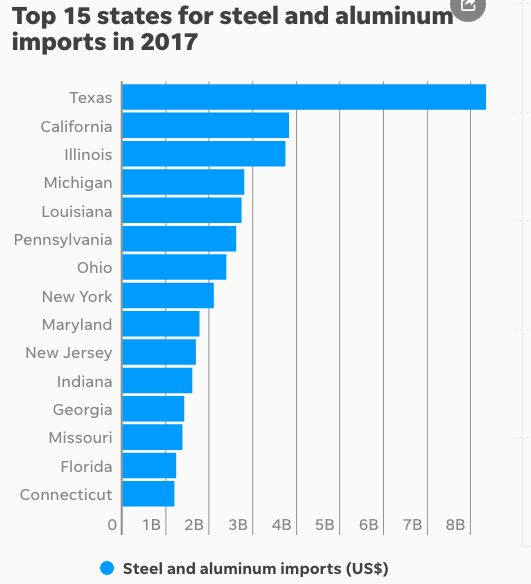 Top 15 states for steel and aluminum
imports in 2017
Texas
California
Illinois
Michigan
Louisiana
Pennsylvania
Ohio
New York
Maryland
New Jersey
Indiana
Georgia
Missouri
Florida
Connecticut
0 1B 2B 3B 4B 5B 6B 7B 8B
Steel and aluminum imports (US$)